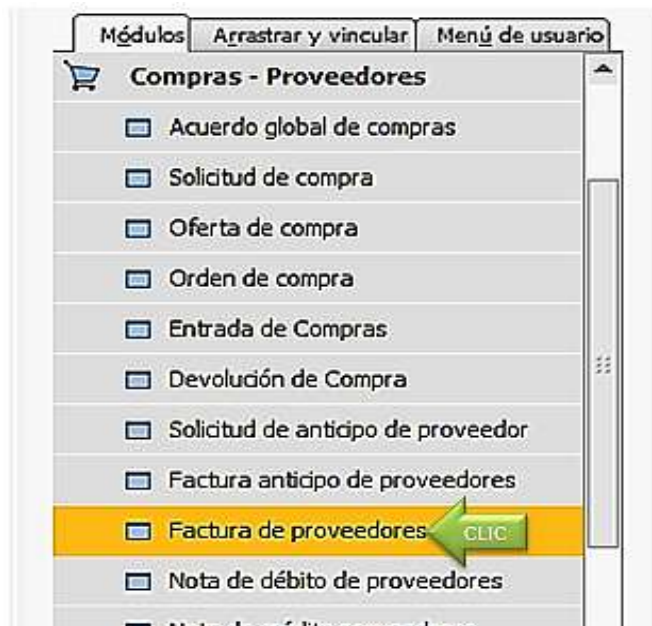 Módulos Arrastrar y vincular Menú de usuario
Compras - Proveedores
Acuerdo global de compras
Solicitud de compra
Oferta de compra
Orden de compra
Entrada de Compras
Devolución de Compra
Solicitud de anticipo de proveedor
Factura anticipo de proveedores
Factura de proveedores CLIC
Nota de débito de proveedores